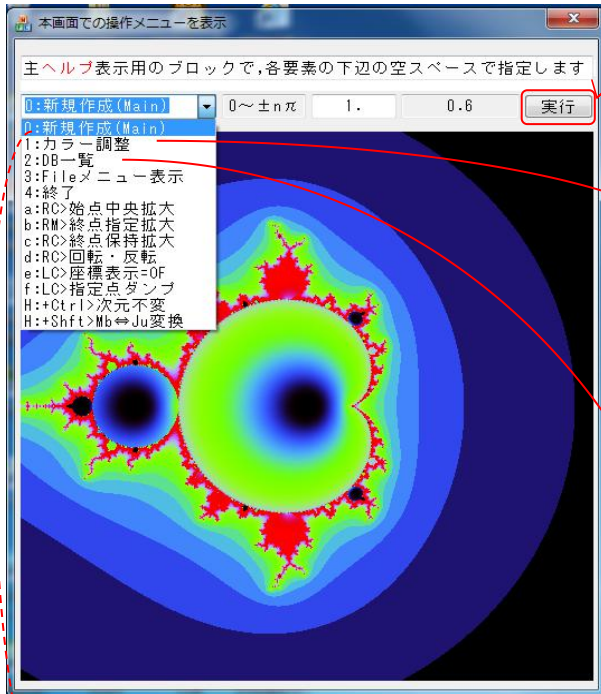 本画面での操作メニューを表示
主ヘルプ表示用のブロックで,各要素の下辺の空スペースで指定します
0:新規作成(Main) 0～±nπ 1. 0.6 実行
0:新規作成(Main)
1:カラー調整
2:DB一覧
3:Fileメニュー表示
4:終了
a:RC>始点中央拡大
b:RM>終点指定拡大
c:RC>終点保持拡大
d:RC>回転・反転
e:LC>座標表示=OF
f:LC>指定点ダンプ
H:+Ctrl>次元不変
H:+Shft>Mb⇔Ju変換